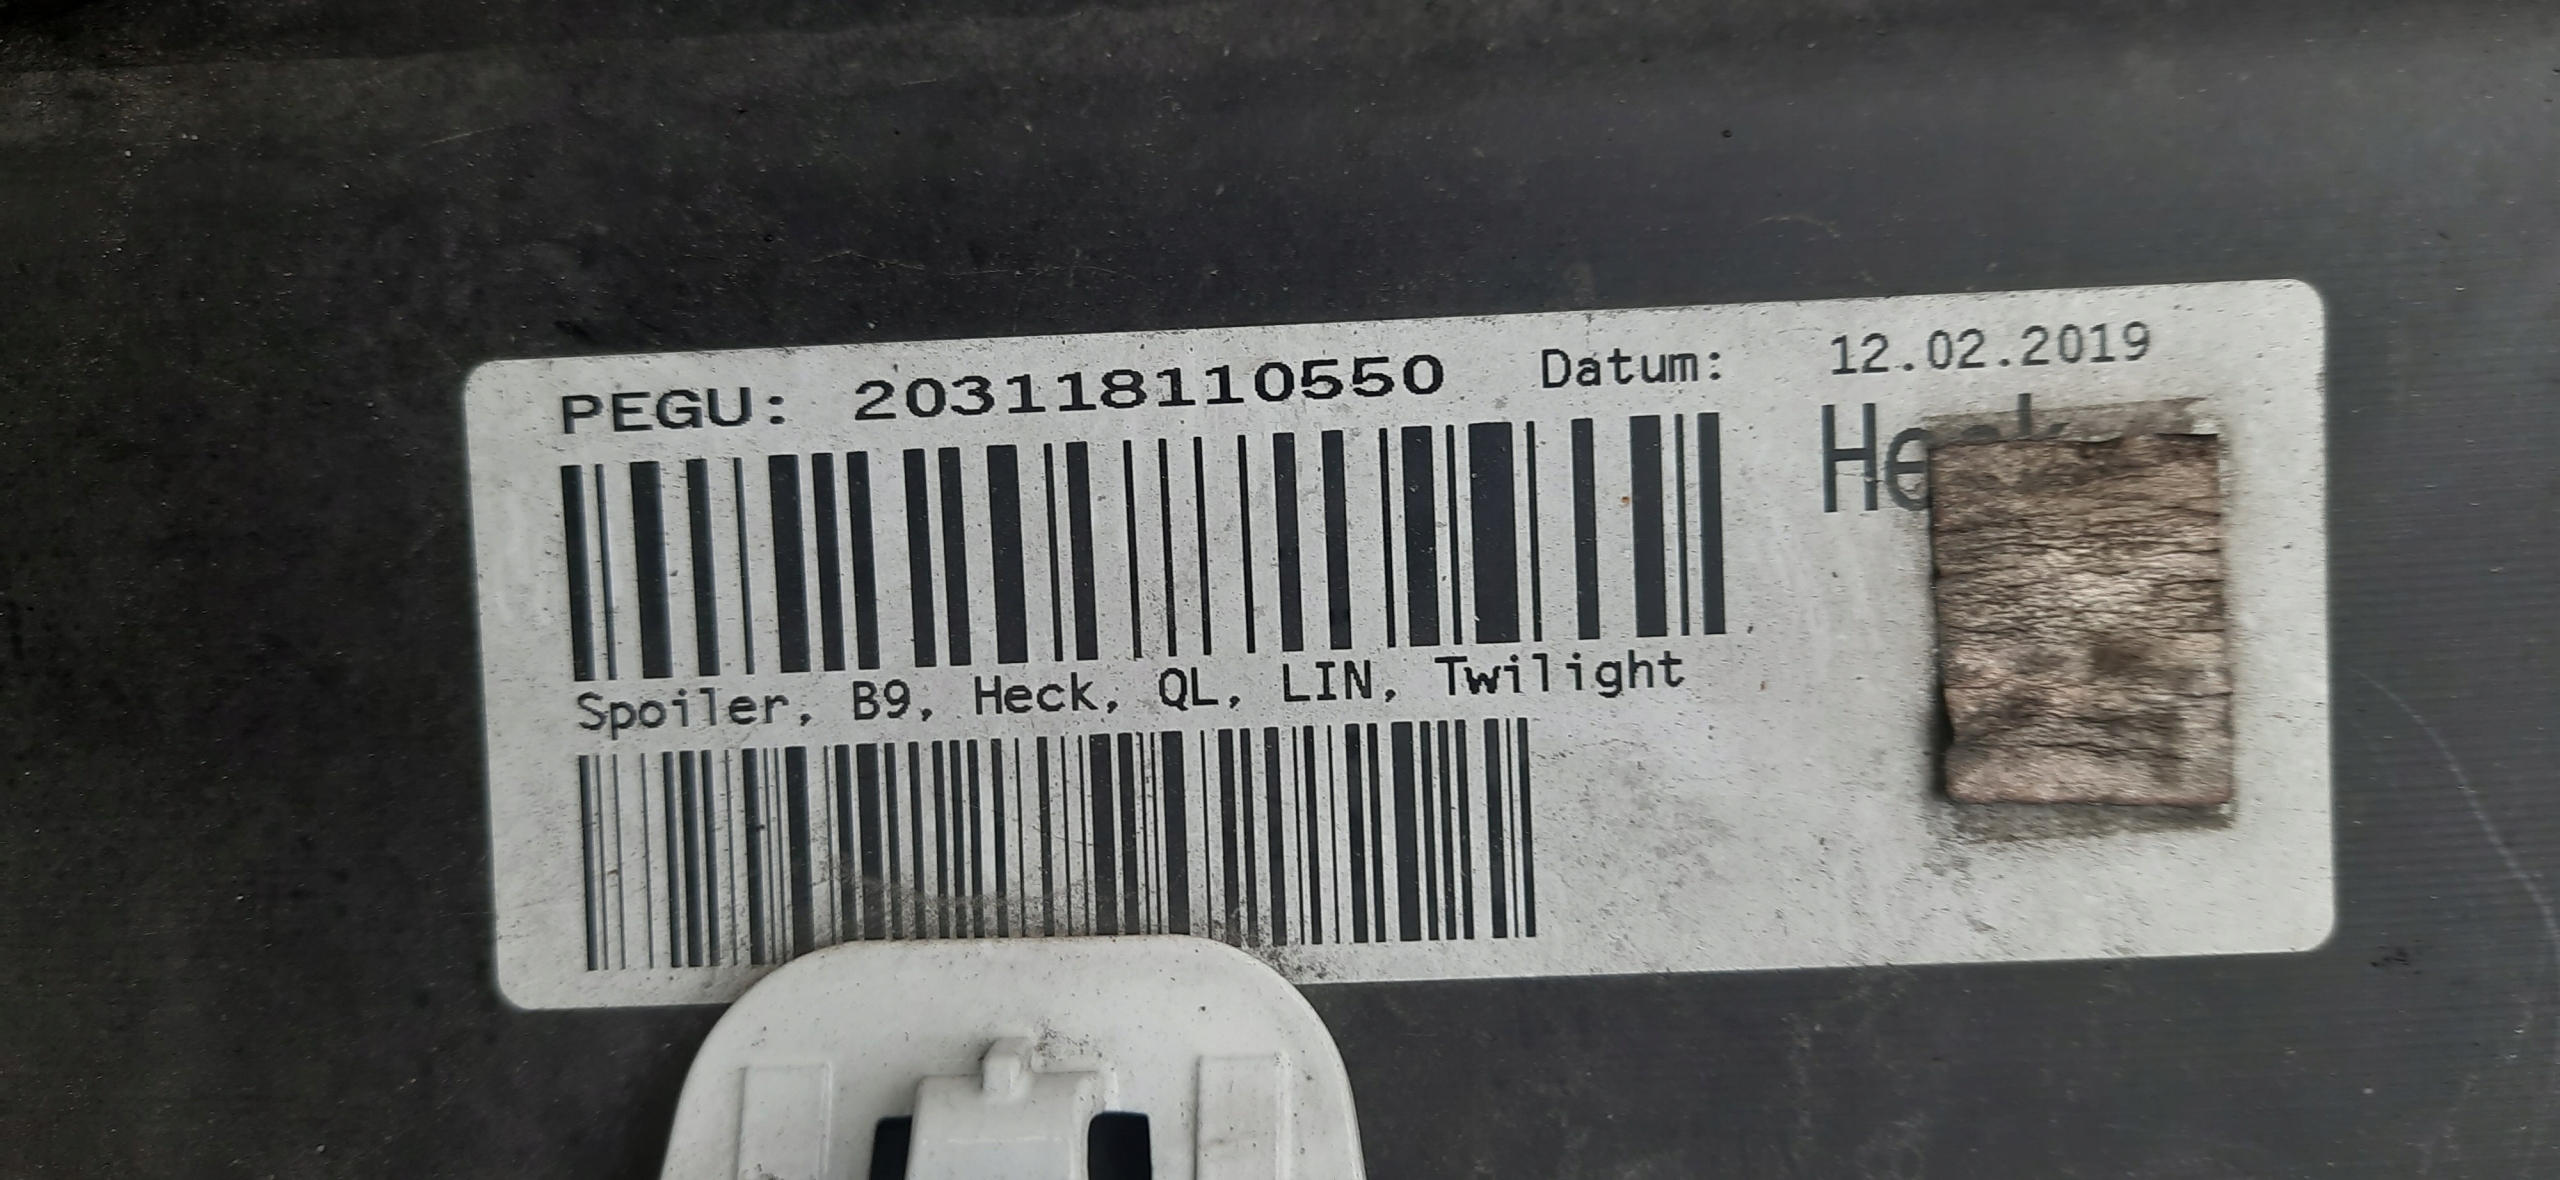 PEGU: 203118110550 Datum: 12.02.2019
Spoiler, B9, Heck, QL, LIN, Twilight